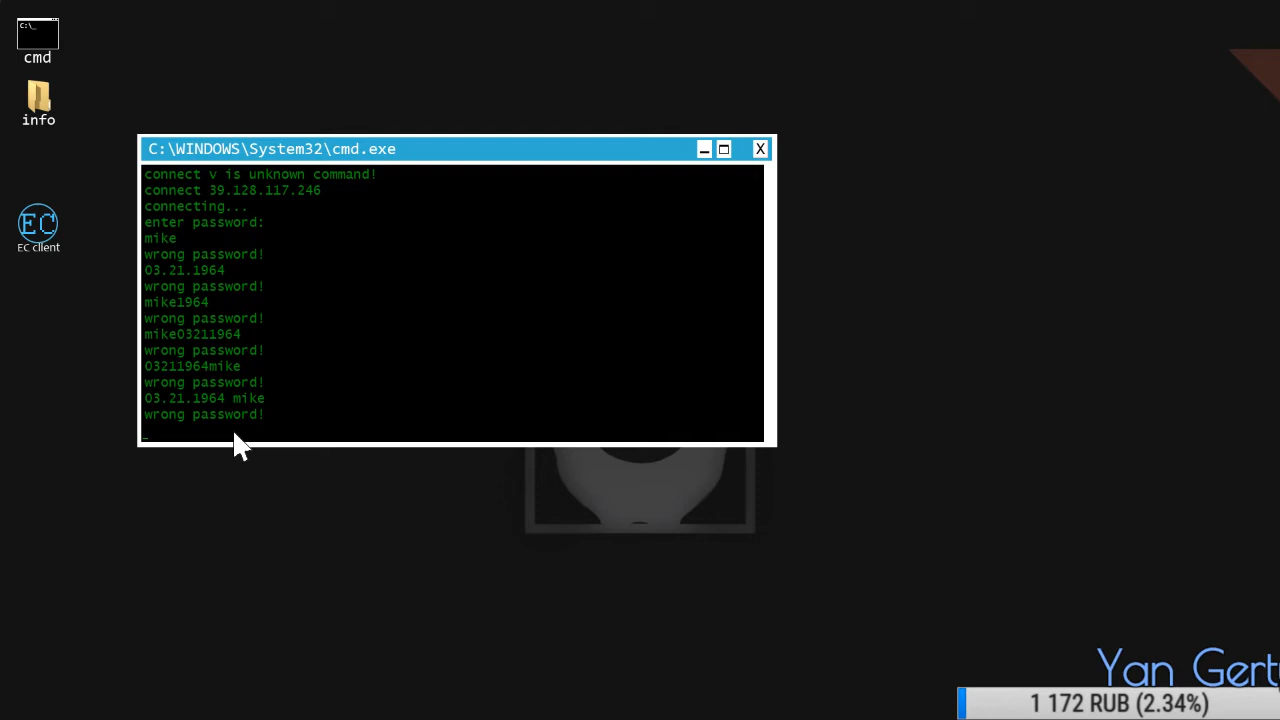 C:\_
cmd
info
EC
EC client
C:\WINDOWS\System32\cmd.exe
X
connect v is unknown command!
connect 39.128.117.246
connecting...
enter password:
mike
wrong password!
03.21.1964
wrong password!
mike1964
wrong password!
mike03211964
wrong password!
03211964mike
wrong password!
03.21.1964 mike
wrong password!
_
Yan Gert
1 172 RUB (2.34%)